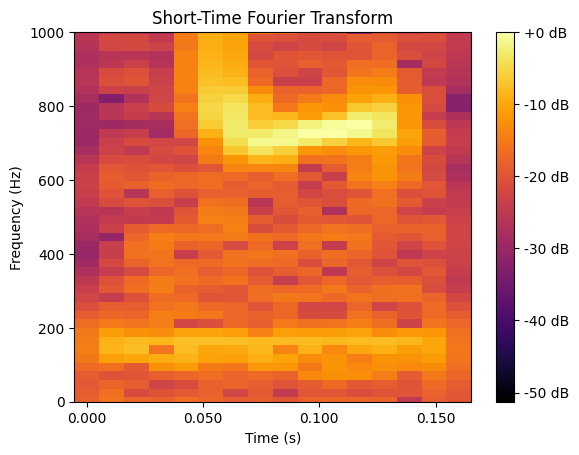 Short-Time Fourier Transform
1000
800
600
400
200
0
Frequency (Hz)
0.000
0.050
0.100
0.150
Time (s)
+0 dB
-10 dB
-20 dB
-30 dB
-40 dB
-50 dB